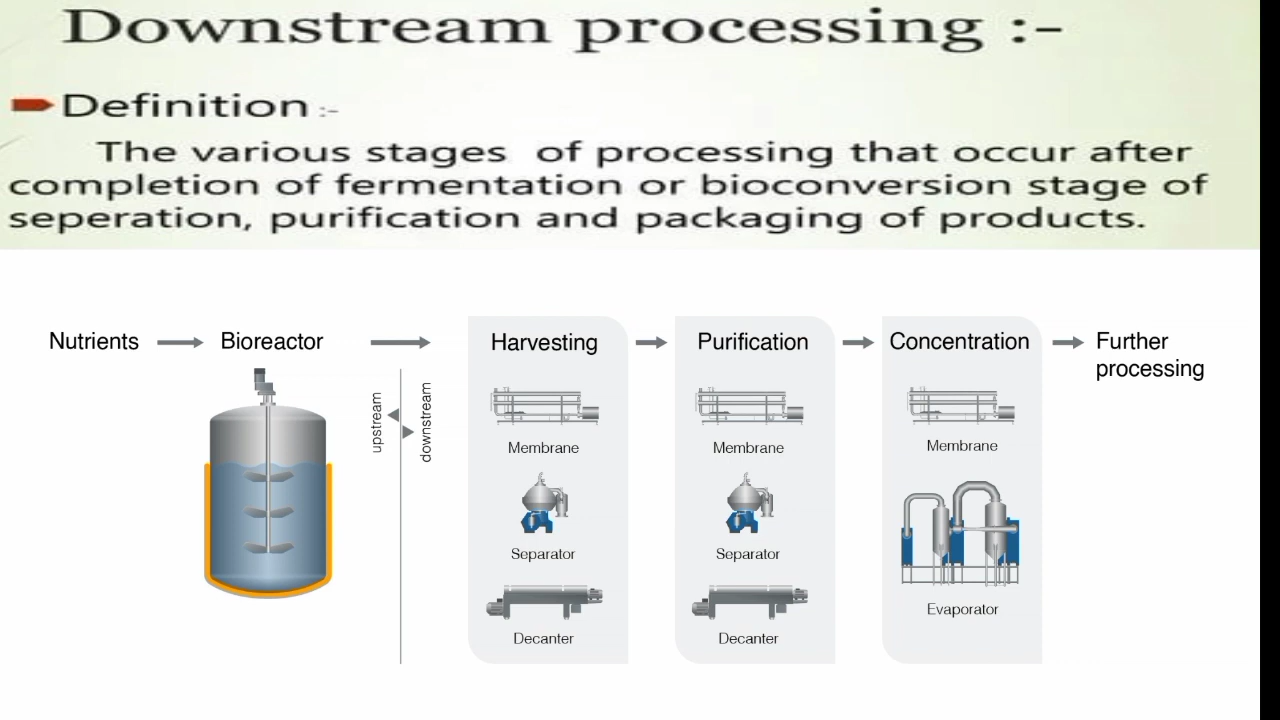 Downstream processing :-
Definition :-
The various stages of processing that occur after
completion of fermentation or bioconversion stage of
seperation, purification and packaging of products.
Nutrients
Bioreactor
upstream
downstream
Harvesting
Membrane
Separator
Decanter
Purification
Membrane
Separator
Decanter
Concentration
Membrane
Evaporator
Further
processing